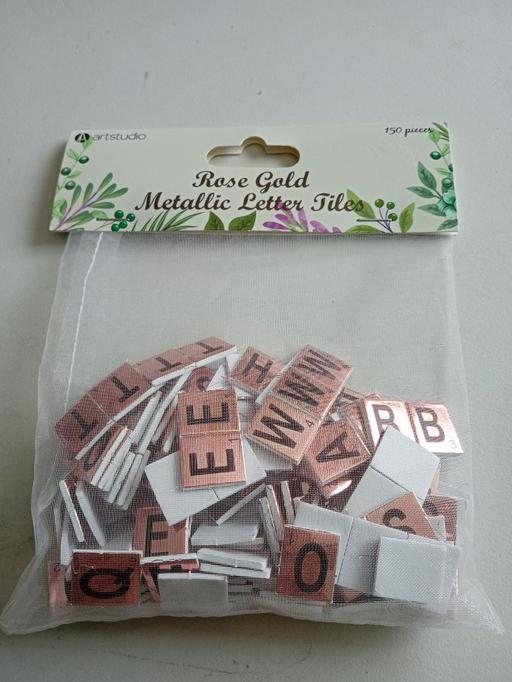 A artstudio
150 pieces
Rose Gold
Metallic Letter Tiles
T T T T
H
W W W
E E
A
B B
E
S
Q
O